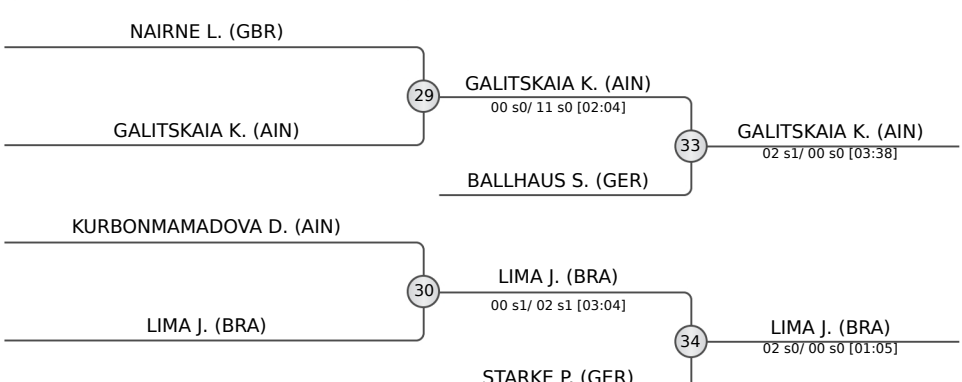 NAIRNE L. (GBR)
29
GALITSKAIA K. (AIN)
00 s0/ 11 s0 [02:04]
GALITSKAIA K. (AIN)
33
GALITSKAIA K. (AIN)
02 s1/ 00 s0 [03:38]
BALLHAUS S. (GER)
KURBONMAMADOVA D. (AIN)
30
LIMA J. (BRA)
00 s1/ 02 s1 [03:04]
LIMA J. (BRA)
34
LIMA J. (BRA)
02 s0/ 00 s0 [01:05]
STARKE P. (GER)